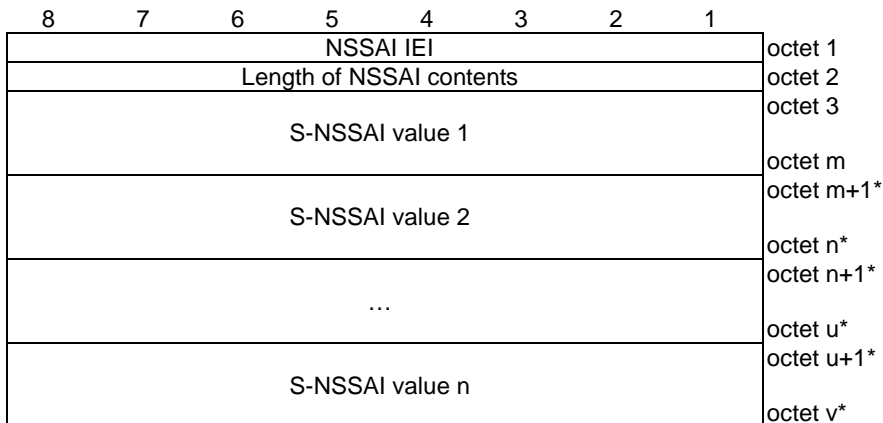 8 7 6 5 4 3 2 1
NSSAI IEI octet 1
Length of NSSAI contents octet 2
octet 3
S-NSSAI value 1
octet m
octet m+1*
S-NSSAI value 2
octet n*
octet n+1*
…
octet u*
octet u+1*
S-NSSAI value n
octet v*